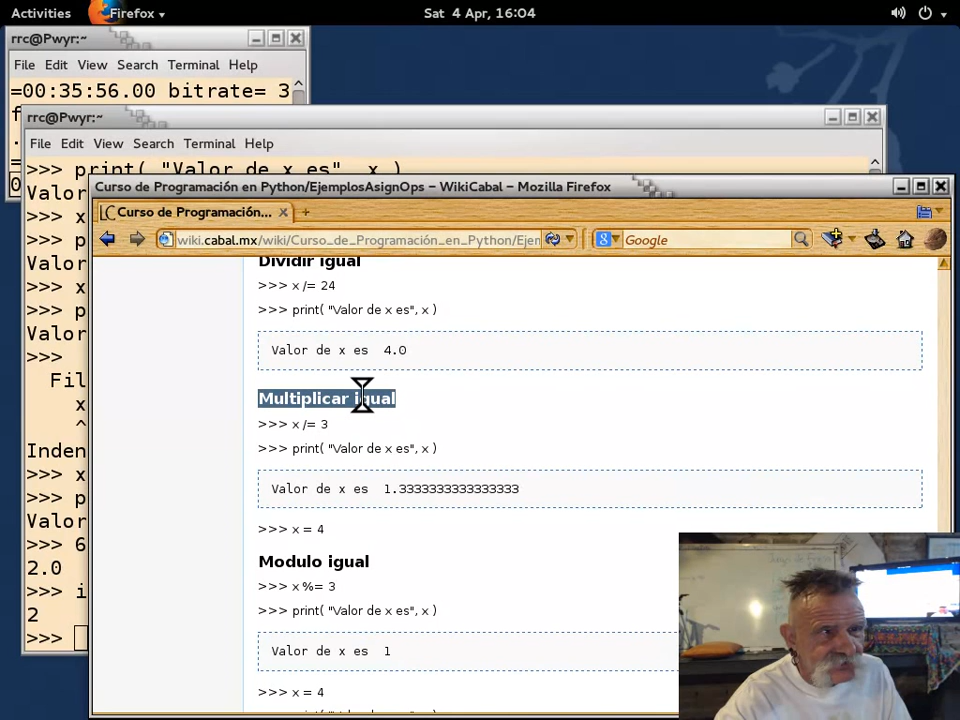 Activities Firefox Sat 4 Apr, 16:04
rrc@Pwyr:~
File Edit View Search Terminal Help
=00:35:56.00 bitrate= 3
f
.
=
0
rrc@Pwyr:~
File Edit View Search Terminal Help
>>> print( "Valor de x es", x )
Valor
>>> x
>>> p
Valor
>>> x
>>> p
Valor
>>>
Fil
x
^
Inden
>>> x
>>> p
Valor
>>> 6
2.0
>>> i
2
>>>
Curso de Programación en Python/EjemplosAsignOps – WikiCabal – Mozilla Firefox
Curso de Programación...
wiki.cabal.mx/wiki/Curso_de_Programación_en_Python/Ejen
Google
Dividir igual
>>> x /= 24
>>> print( "Valor de x es", x )
Valor de x es 4.0
Multiplicar igual
>>> x /= 3
>>> print( "Valor de x es", x )
Valor de x es 1.3333333333333333
>>> x = 4
Modulo igual
>>> x %= 3
>>> print( "Valor de x es", x )
Valor de x es 1
>>> x = 4